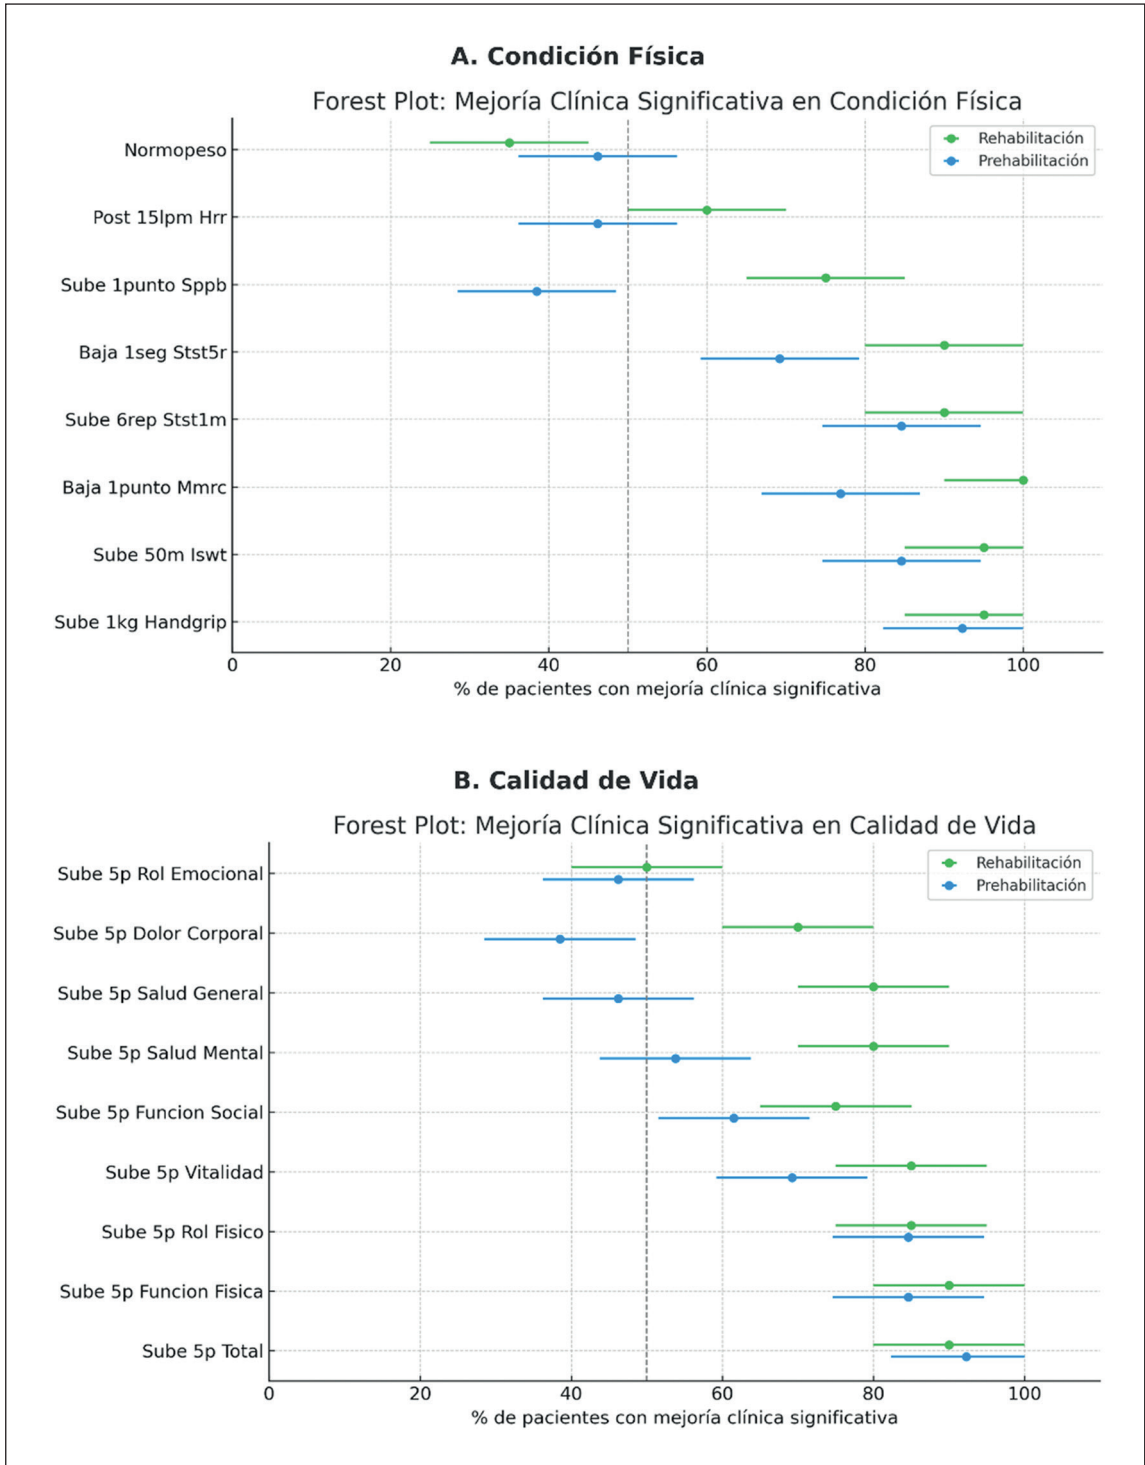 A. Condición Física
Forest Plot: Mejoría Clínica Significativa en Condición Física
Rehabilitación
Prehabilitación
Normopeso
Post 15lpm Hrr
Sube 1punto Sppb
Baja 1seg Stst5r
Sube 6rep Stst1m
Baja 1punto Mmrc
Sube 50m Iswt
Sube 1kg Handgrip
0 20 40 60 80 100
% de pacientes con mejoría clínica significativa
B. Calidad de Vida
Forest Plot: Mejoría Clínica Significativa en Calidad de Vida
Rehabilitación
Prehabilitación
Sube 5p Rol Emocional
Sube 5p Dolor Corporal
Sube 5p Salud General
Sube 5p Salud Mental
Sube 5p Funcion Social
Sube 5p Vitalidad
Sube 5p Rol Fisico
Sube 5p Funcion Fisica
Sube 5p Total
0 20 40 60 80 100
% de pacientes con mejoría clínica significativa